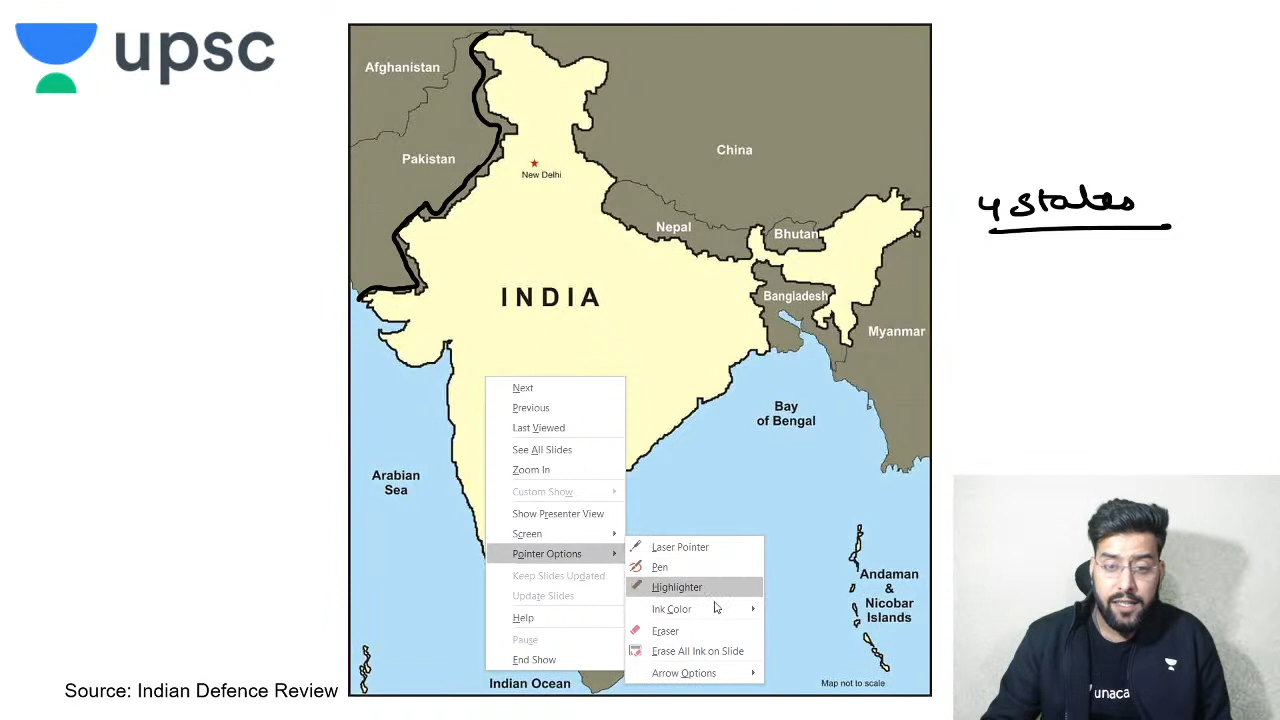 upsc
Afghanistan
Pakistan
China
New Delhi
Nepal
Bhutan
INDIA
Bangladesh
Myanmar
4 states
Next
Previous
Last Viewed
See All Slides
Zoom In
Custom Show
Show Presenter View
Screen
Pointer Options
Keep Slides Updated
Update Slides
Help
Pause
End Show
Laser Pointer
Pen
Highlighter
Ink Color
Eraser
Erase All Ink on Slide
Arrow Options
Bay
of Bengal
Arabian
Sea
Andaman
&
Nicobar
Islands
Indian Ocean
Map not to scale
Source: Indian Defence Review
unaca